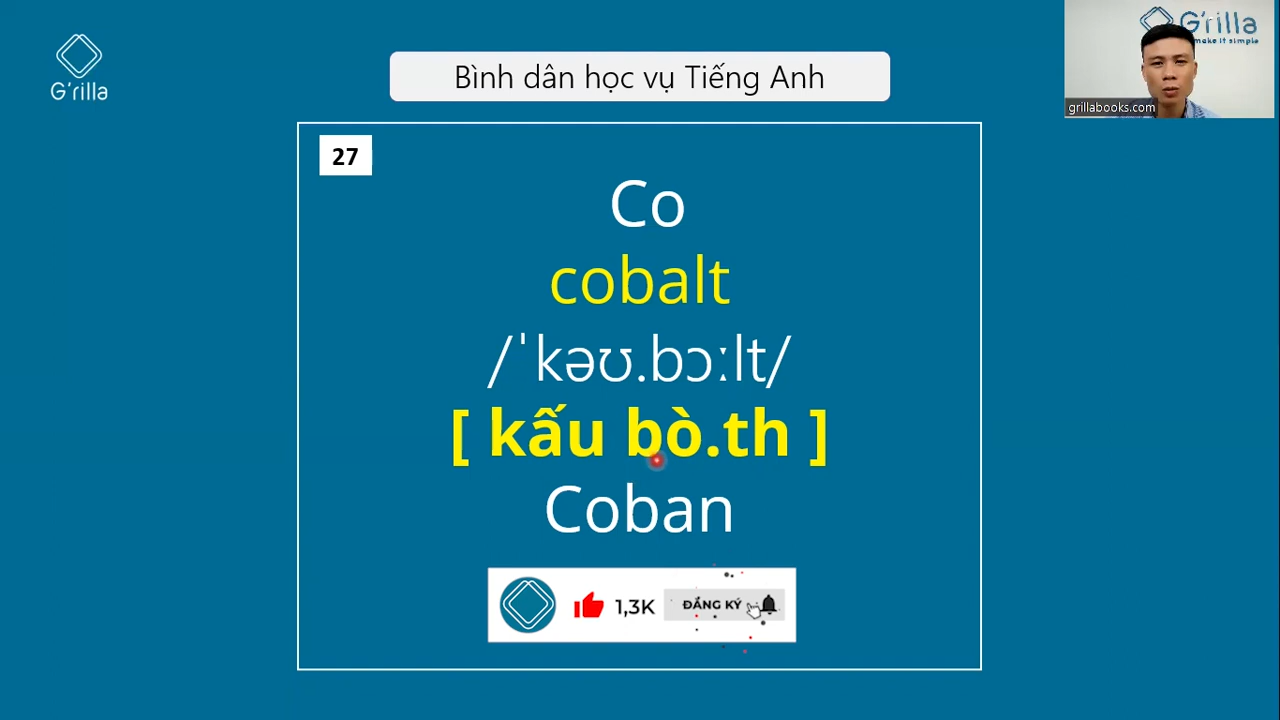 G'rilla
Bình dân học vụ Tiếng Anh
G'rilla
make it simple
grillabooks.com
27
Co
cobalt
/ˈkəʊ.bɔːlt/
[ kấu bò.th ]
Coban
1,3K
ĐĂNG KÝ